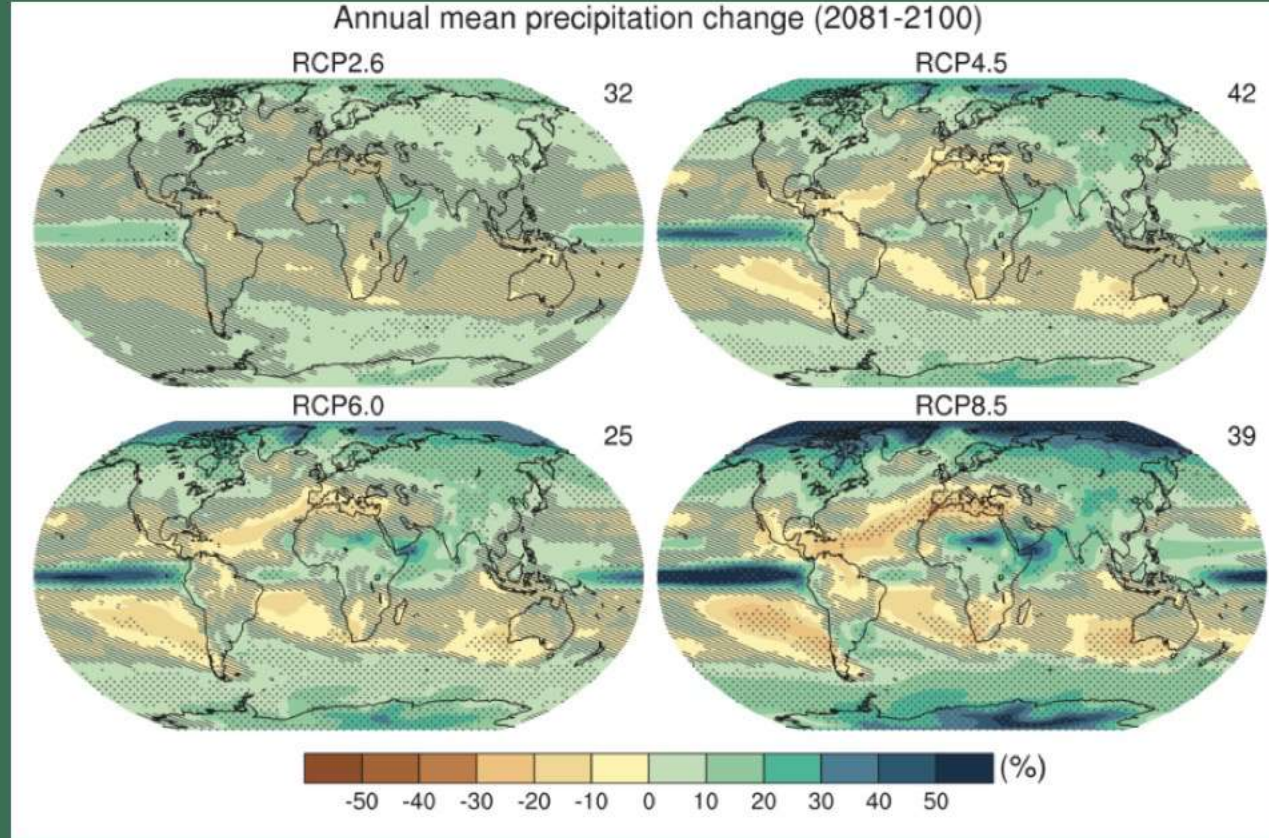 Annual mean precipitation change (2081-2100)
RCP2.6
32
RCP4.5
42
RCP6.0
25
RCP8.5
39
(%)
-50 -40 -30 -20 -10 0 10 20 30 40 50